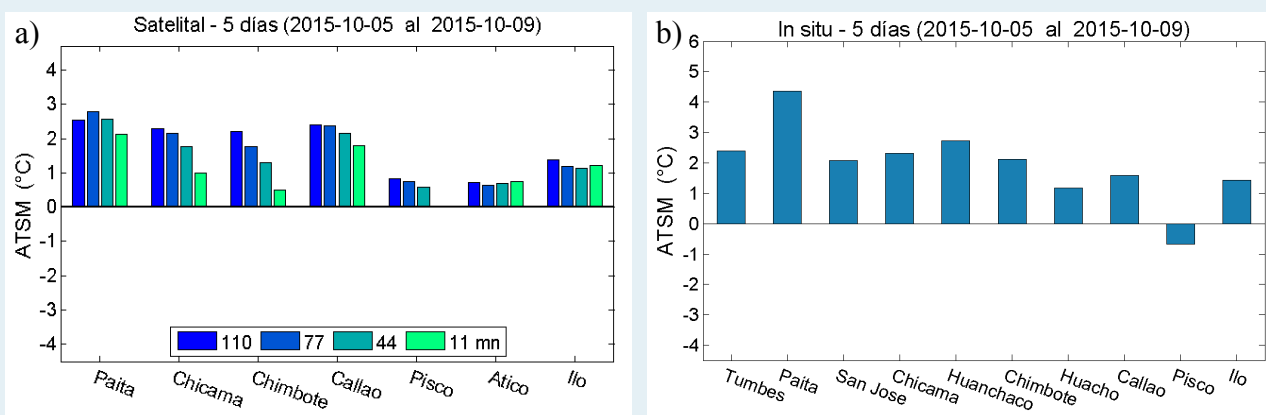 a)
Satelital - 5 días (2015-10-05 al 2015-10-09)
ATSM (°C)
4
3
2
1
0
-1
-2
-3
-4
110 77 44 11 mn
Paita Chicama Chimbote Callao Pisco Atico Ilo
b)
In situ - 5 días (2015-10-05 al 2015-10-09)
ATSM (°C)
6
5
4
3
2
1
0
-1
-2
-3
-4
Tumbes Paita San Jose Chicama Huanchaco Chimbote Huacho Callao Pisco Ilo